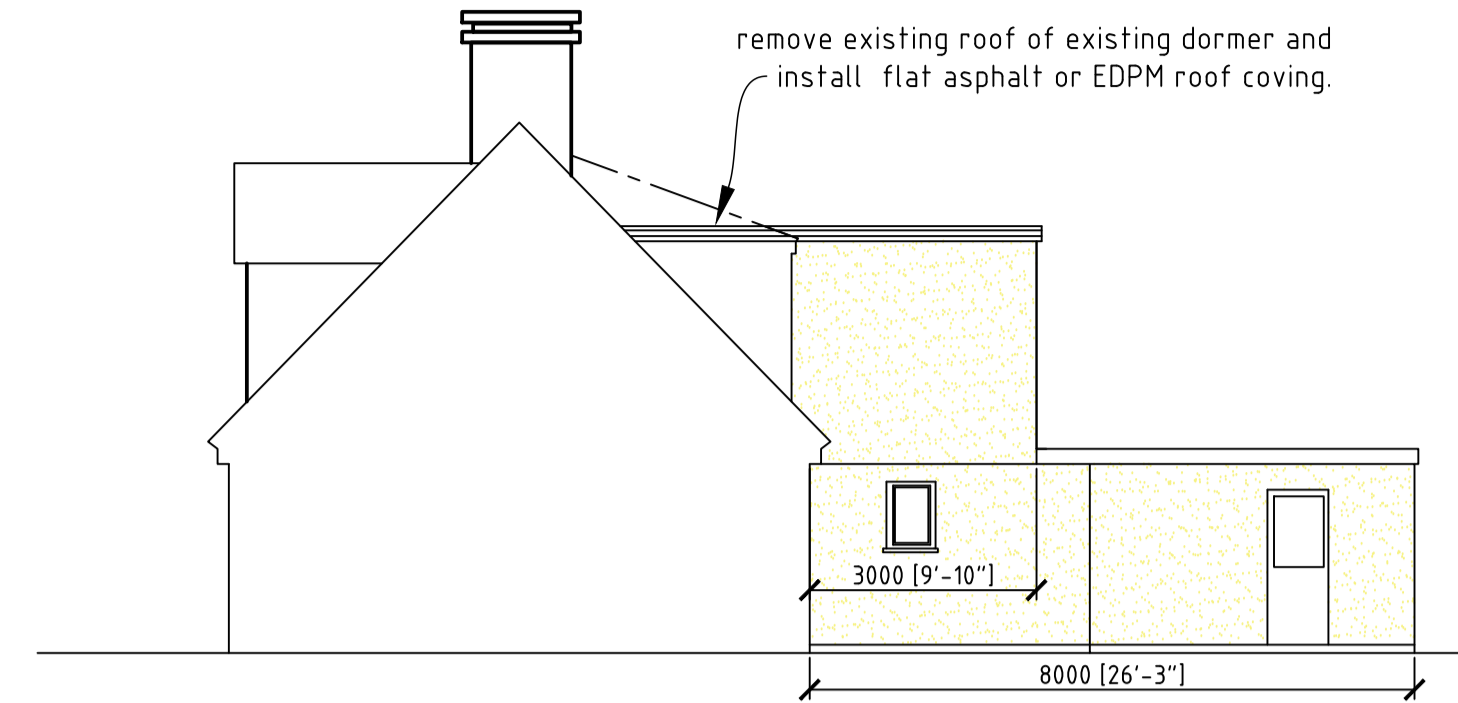 remove existing roof of existing dormer and
install flat asphalt or EDPM roof coving.
3000 [9'-10"]
8000 [26'-3"]